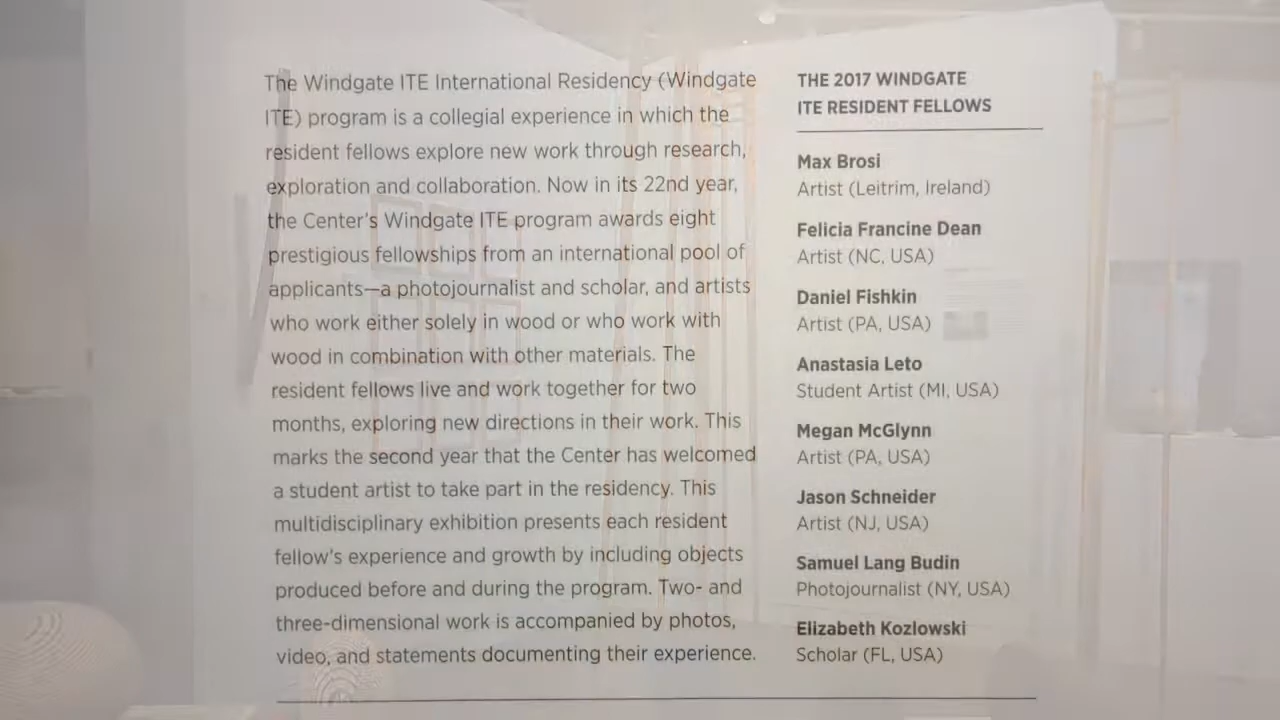 The Windgate ITE International Residency (Windgate
ITE) program is a collegial experience in which the
resident fellows explore new work through research,
exploration and collaboration. Now in its 22nd year,
the Center's Windgate ITE program awards eight
prestigious fellowships from an international pool of
applicants—a photojournalist and scholar, and artists
who work either solely in wood or who work with
wood in combination with other materials. The
resident fellows live and work together for two
months, exploring new directions in their work. This
marks the second year that the Center has welcomed
a student artist to take part in the residency. This
multidisciplinary exhibition presents each resident
fellow's experience and growth by including objects
produced before and during the program. Two- and
three-dimensional work is accompanied by photos,
video, and statements documenting their experience.
THE 2017 WINDGATE
ITE RESIDENT FELLOWS
Max Brosi
Artist (Leitrim, Ireland)
Felicia Francine Dean
Artist (NC, USA)
Daniel Fishkin
Artist (PA, USA)
Anastasia Leto
Student Artist (MI, USA)
Megan McGlynn
Artist (PA, USA)
Jason Schneider
Artist (NJ, USA)
Samuel Lang Budin
Photojournalist (NY, USA)
Elizabeth Kozlowski
Scholar (FL, USA)